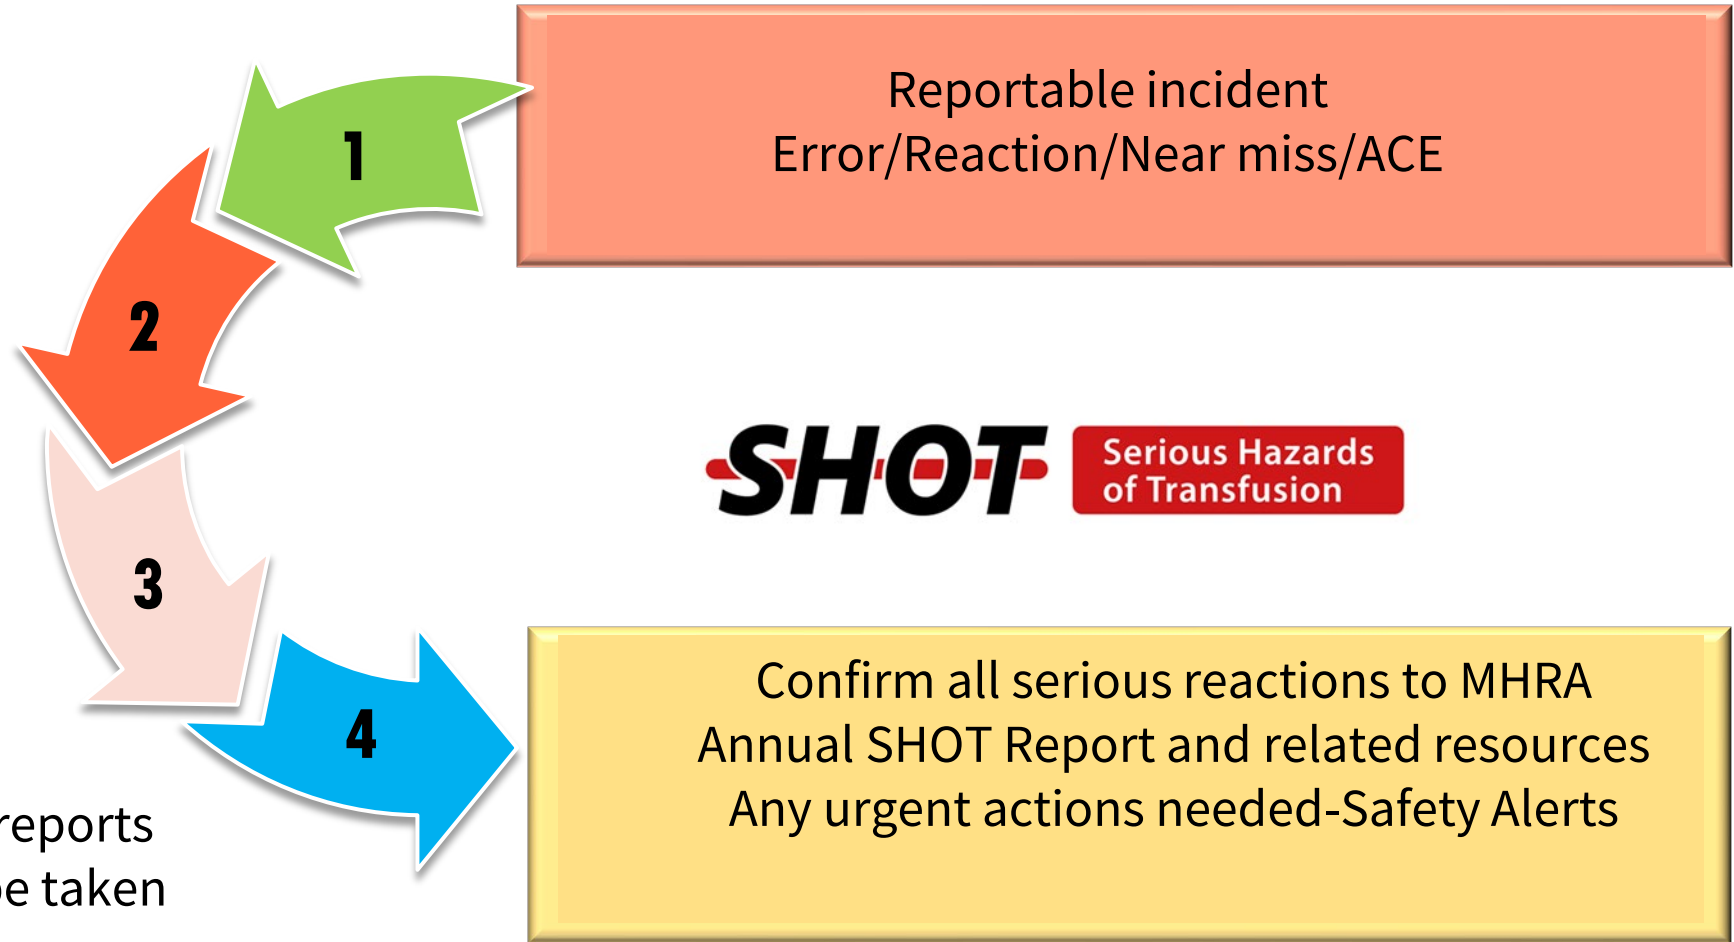 Reportable incident
Error/Reaction/Near miss/ACE
1
2
SHOT
Serious Hazards
of Transfusion
3
4
Confirm all serious reactions to MHRA
Annual SHOT Report and related resources
Any urgent actions needed-Safety Alerts
reports
be taken